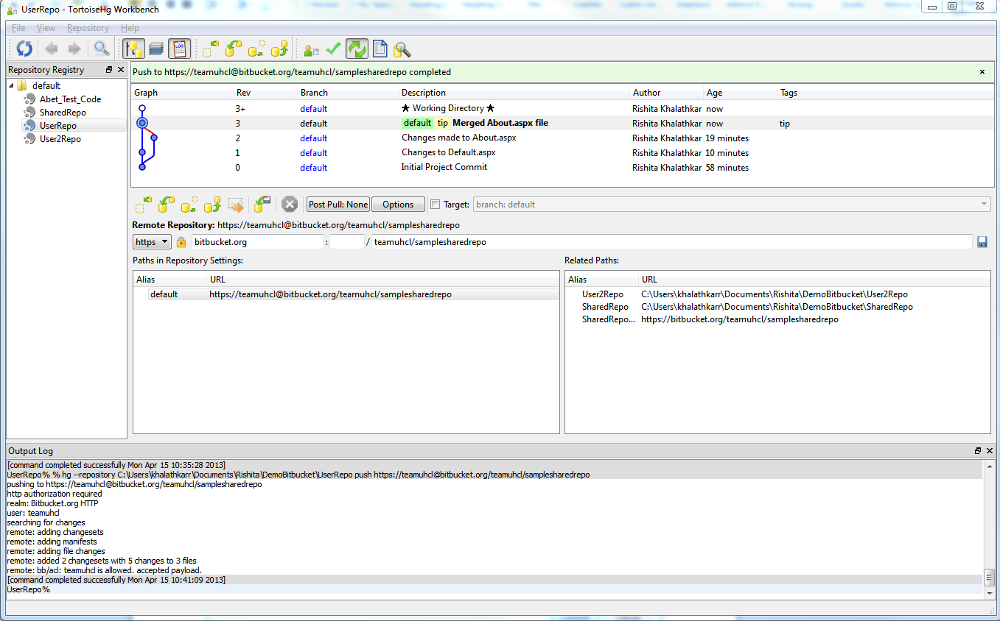 UserRepo - TortoiseHg Workbench
File View Repository Help
LOG
Repository Registry
default
Abet_Test_Code
SharedRepo
UserRepo
User2Repo
Push to https://teamuhcl@bitbucket.org/teamuhcl/samplesharedrepo completed
Graph Rev Branch Description Author Age Tags
3+ default ★ Working Directory ★ Rishita Khalathkar now
3 default default tip Merged About.aspx file Rishita Khalathkar now tip
2 default Changes made to About.aspx Rishita Khalathkar 19 minutes
1 default Changes to Default.aspx Rishita Khalathkar 10 minutes
0 default Initial Project Commit Rishita Khalathkar 58 minutes
Post Pull: None Options Target: branch: default
Remote Repository: https://teamuhcl@bitbucket.org/teamuhcl/samplesharedrepo
https bitbucket.org : / teamuhcl/samplesharedrepo
Paths in Repository Settings:
Alias URL
default https://teamuhcl@bitbucket.org/teamuhcl/samplesharedrepo
Related Paths:
Alias URL
User2Repo C:\Users\khalathkarr\Documents\Rishita\DemoBitbucket\User2Repo
SharedRepo C:\Users\khalathkarr\Documents\Rishita\DemoBitbucket\SharedRepo
SharedRepo... https://bitbucket.org/teamuhcl/samplesharedrepo
Output Log
[command completed successfully Mon Apr 15 10:35:28 2013]
UserRepo% % hg --repository C:\Users\khalathkarr\Documents\Rishita\DemoBitbucket\UserRepo push https://teamuhcl@bitbucket.org/teamuhcl/samplesharedrepo
pushing to https://teamuhcl@bitbucket.org/teamuhcl/samplesharedrepo
http authorization required
realm: Bitbucket.org HTTP
user: teamuhcl
searching for changes
remote: adding changesets
remote: adding manifests
remote: adding file changes
remote: added 2 changesets with 5 changes to 3 files
remote: bb/acl: teamuhcl is allowed. accepted payload.
[command completed successfully Mon Apr 15 10:41:09 2013]
UserRepo%